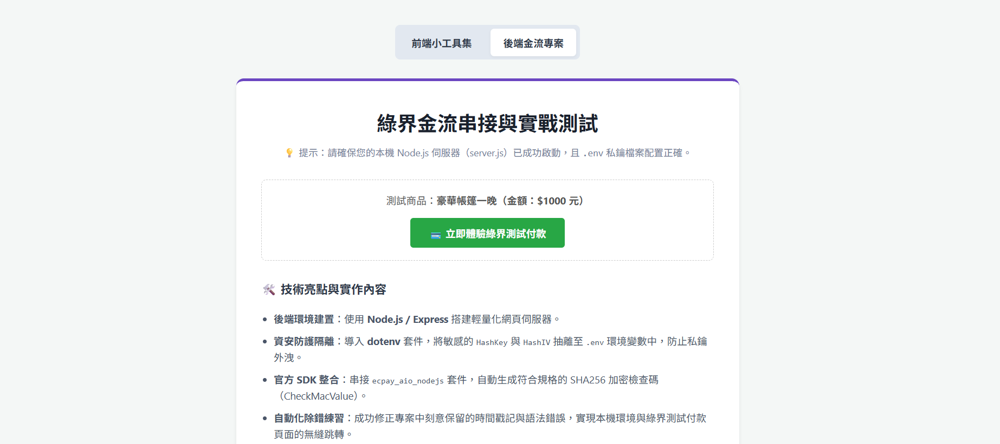 前端小工具集
後端金流專案
綠界金流串接與實戰測試
💡 提示：請確保您的本機 Node.js 伺服器（server.js）已成功啟動，且 .env 私鑰檔案配置正確。
測試商品：豪華帳篷一晚（金額：$1000 元）
💳 立即體驗綠界測試付款
🛠️ 技術亮點與實作內容
• 後端環境建置：使用 Node.js / Express 搭建輕量化網頁伺服器。
• 資安防護隔離：導入 dotenv 套件，將敏感的 HashKey 與 HashIV 抽離至 .env 環境變數中，防止私鑰
外洩。
• 官方 SDK 整合：串接 ecpay_aio_nodejs 套件，自動生成符合規格的 SHA256 加密檢查碼
（CheckMacValue）。
• 自動化除錯練習：成功修正專案中刻意保留的時間戳記與語法錯誤，實現本機環境與綠界測試付款
頁面的無縫跳轉。